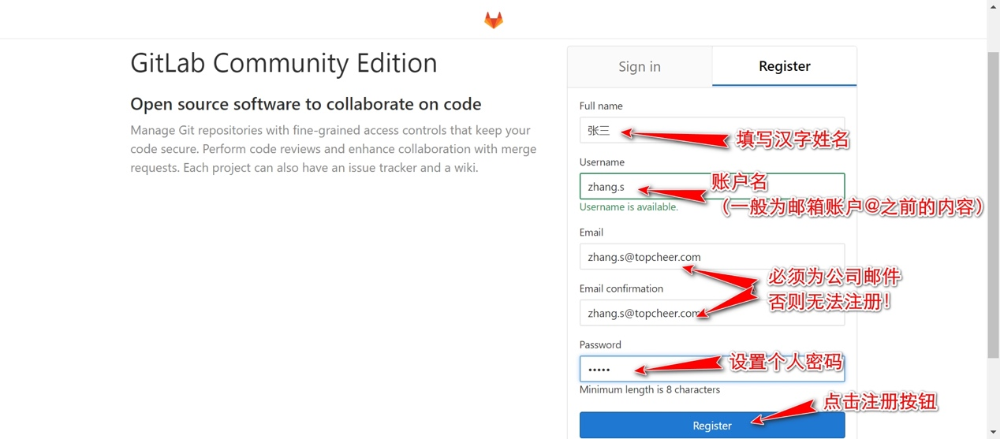 GitLab Community Edition
Open source software to collaborate on code
Manage Git repositories with fine-grained access controls that keep your
code secure. Perform code reviews and enhance collaboration with merge
requests. Each project can also have an issue tracker and a wiki.
Sign in
Register
Full name
张三
填写汉字姓名
Username
zhang.s
账户名
（一般为邮箱账户@之前的内容）
Username is available.
Email
zhang.s@topcheer.com
必须为公司邮件
否则无法注册！
Email confirmation
zhang.s@topcheer.com
Password
•••••
设置个人密码
Minimum length is 8 characters
点击注册按钮
Register